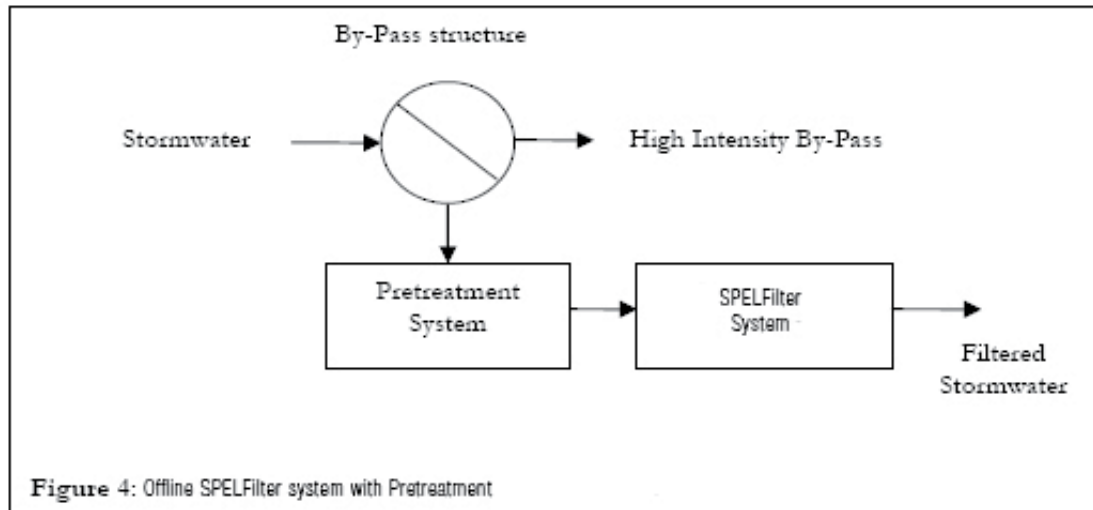 By-Pass structure
Stormwater
High Intensity By-Pass
Pretreatment
System
SPELFilter
System
Filtered
Stormwater
Figure 4: Offline SPELFilter system with Pretreatment